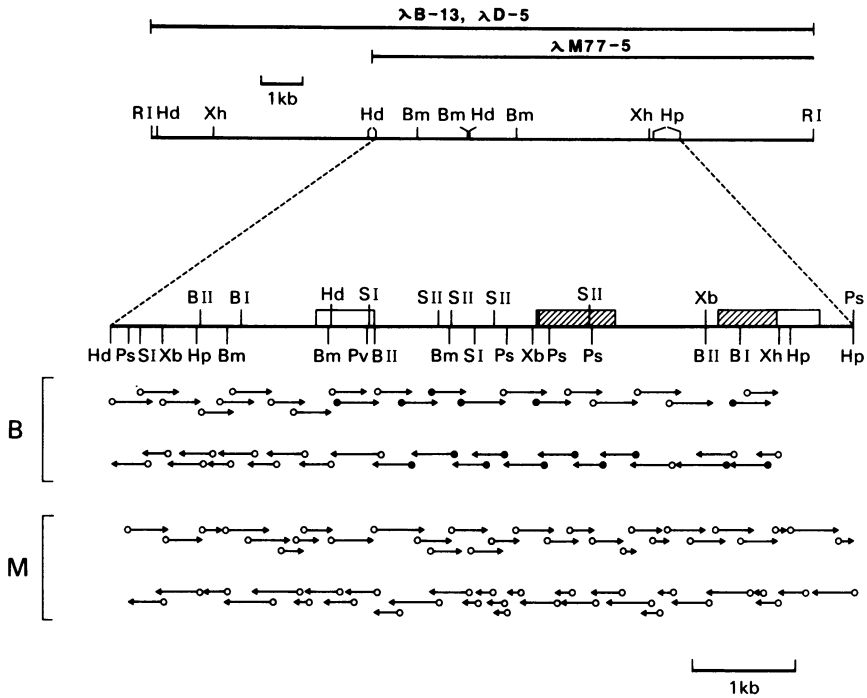 λB-13, λD-5
λM77-5
1kb
RI Hd Xh Hd Bm Bm Hd Bm Xh Hp RI
BII BI Hd SI SII SII SII SII Xb Ps
Hd Ps SI Xb Hp Bm Bm Pv BII Bm SI Ps Xb Ps Ps BII BI Xh Hp Hp
B
M
1kb